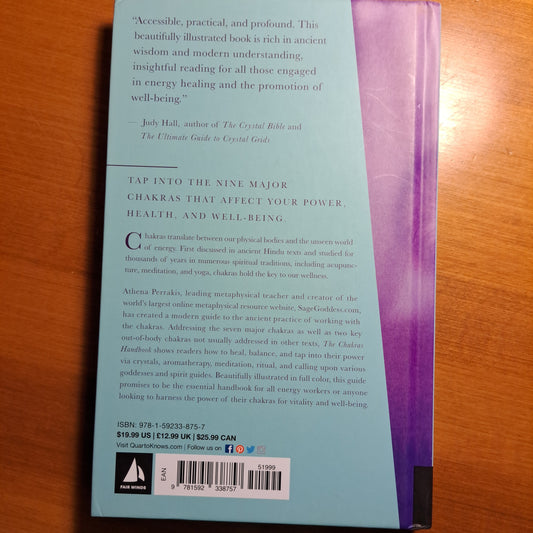 “Accessible, practical, and profound. This
beautifully illustrated book is rich in ancient
wisdom and modern understanding,
insightful reading for all those engaged
in energy healing and the promotion of
well-being.”
— Judy Hall, author of The Crystal Bible and
The Ultimate Guide to Crystal Grids
TAP INTO THE NINE MAJOR
CHAKRAS THAT AFFECT YOUR POWER,
HEALTH, AND WELL-BEING.
Chakras translate between our physical bodies and the unseen world
of energy. First discussed in ancient Hindu texts and studied for
thousands of years in numerous spiritual traditions, including acupunc-
ture, meditation, and yoga, chakras hold the key to our wellness.
Athena Perrakis, leading metaphysical teacher and creator of the
world’s largest online metaphysical resource website, SageGoddess.com,
has created a modern guide to the ancient practice of working with
the chakras. Addressing the seven major chakras as well as two key
out-of-body chakras not usually addressed in other texts, The Chakras
Handbook shows readers how to heal, balance, and tap into their power
via crystals, aromatherapy, meditation, ritual, and calling upon various
goddesses and spirit guides. Beautifully illustrated in full color, this guide
promises to be the essential handbook for all energy workers or anyone
looking to harness the power of their chakras for vitality and well-being.
ISBN: 978-1-59233-875-7
$19.99 US | £12.99 UK | $25.99 CAN
Visit QuartoKnows.com | Follow us on
FAIR WINDS
EAN
51999
9 781592 338757